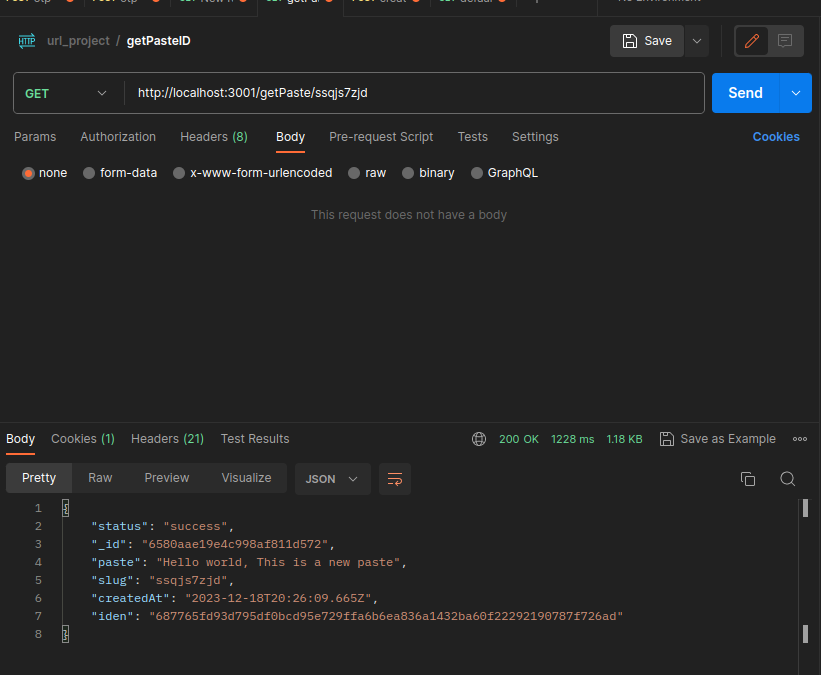 url_project / getPasteID
Save
GET
http://localhost:3001/getPaste/ssqjs7zjd
Send
Params Authorization Headers (8) Body Pre-request Script Tests Settings Cookies
none form-data x-www-form-urlencoded raw binary GraphQL
This request does not have a body
Body Cookies (1) Headers (21) Test Results 200 OK 1228 ms 1.18 KB Save as Example
Pretty Raw Preview Visualize JSON
1 {
2 "status": "success",
3 "_id": "6580aae19e4c998af811d572",
4 "paste": "Hello world, This is a new paste",
5 "slug": "ssqjs7zjd",
6 "createdAt": "2023-12-18T20:26:09.665Z",
7 "iden": "687765fd93d795df0bcd95e729ffa6b6ea836a1432ba60f22292190787f726ad"
8 }